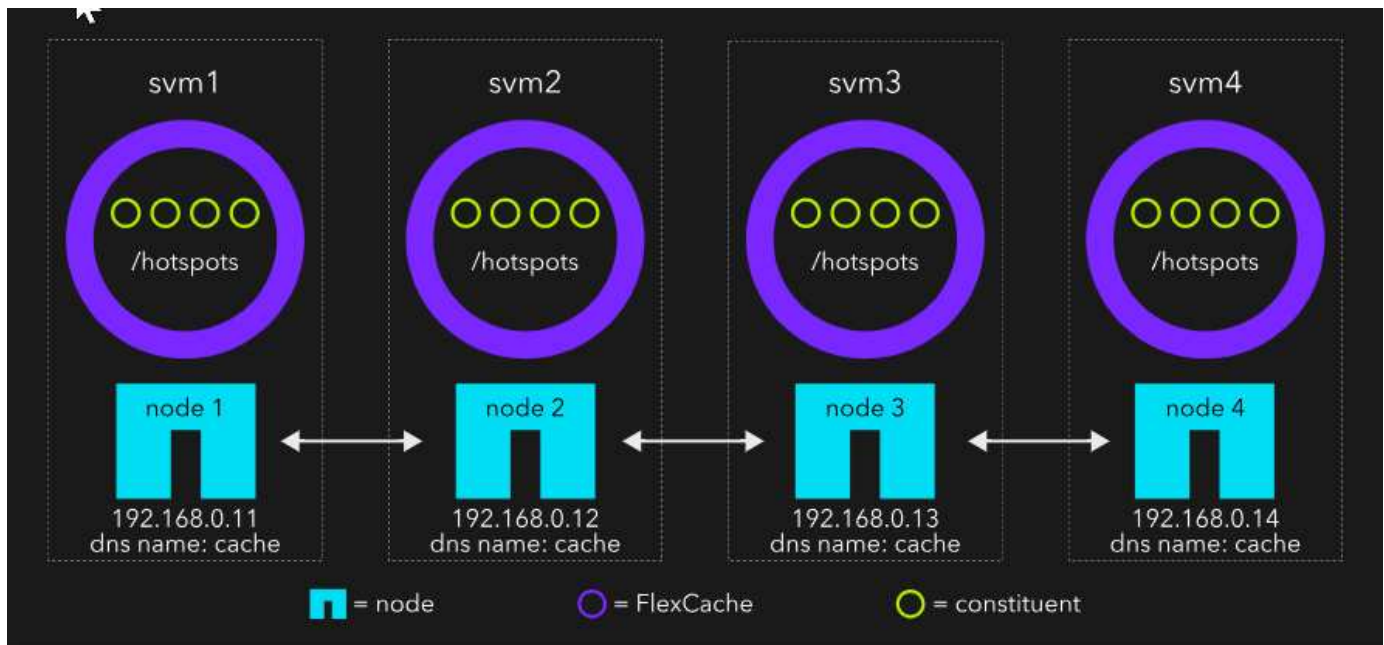 svm1
svm2
svm3
svm4
/hotspots
/hotspots
/hotspots
/hotspots
node 1
node 2
node 3
node 4
192.168.0.11
dns name: cache
192.168.0.12
dns name: cache
192.168.0.13
dns name: cache
192.168.0.14
dns name: cache
= node
= FlexCache
= constituent